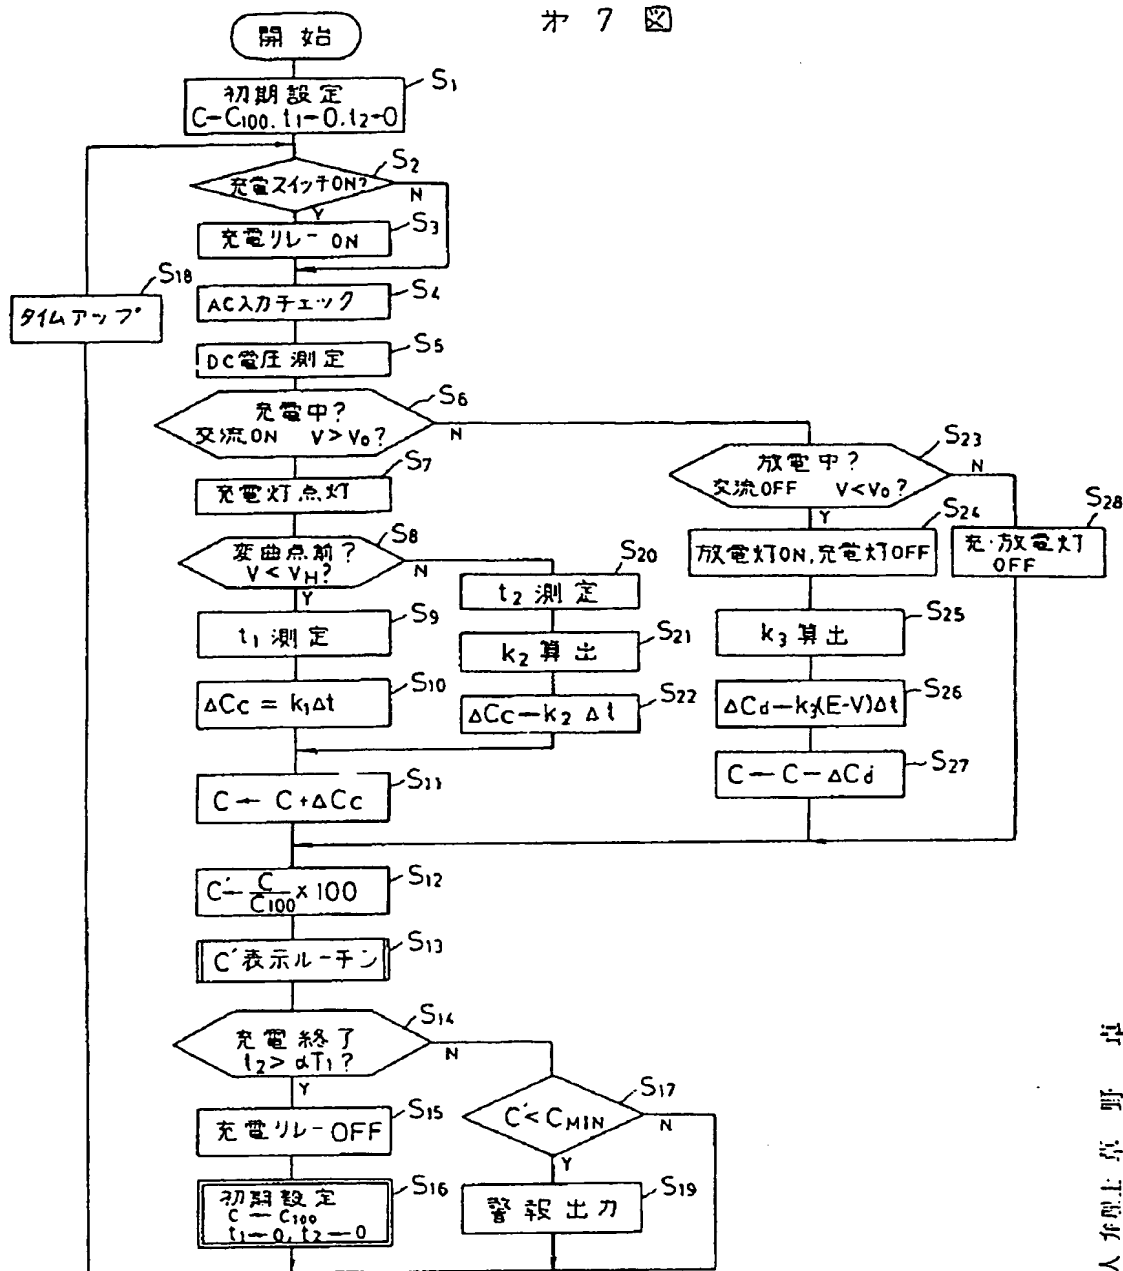 第 7 図
開始
S1
初期設定
C←C100. t1←0. t2←0
S2
充電スイッチON?
N
Y
S3
充電リレー ON
S18
タイムアップ
S4
AC入力チェック
S5
DC電圧測定
S6
充電中?
交流ON V>V0?
N
S7
充電灯点灯
S23
放電中?
交流OFF V<V0?
N
Y
S24
放電灯ON,充電灯OFF
S28
充・放電灯
OFF
S8
変曲点前?
V<VH?
N
Y
S20
t2 測定
S9
t1 測定
S21
k2 算出
S25
k3 算出
S10
ΔCc = k1Δt
S22
ΔCc←k2 Δt
S26
ΔCd←k3(E-V)Δt
S11
C ← C+ΔCc
S27
C ← C-ΔCd
S12
C'← C/C100 × 100
S13
C'表示ルーチン
S14
充電終了
t2>αT1?
N
Y
S17
C'<CMIN
N
Y
S15
充電リレーOFF
S16
初期設定
C ← C100
t1←0, t2←0
S19
警報出力
人 弁理士 草 野 卓